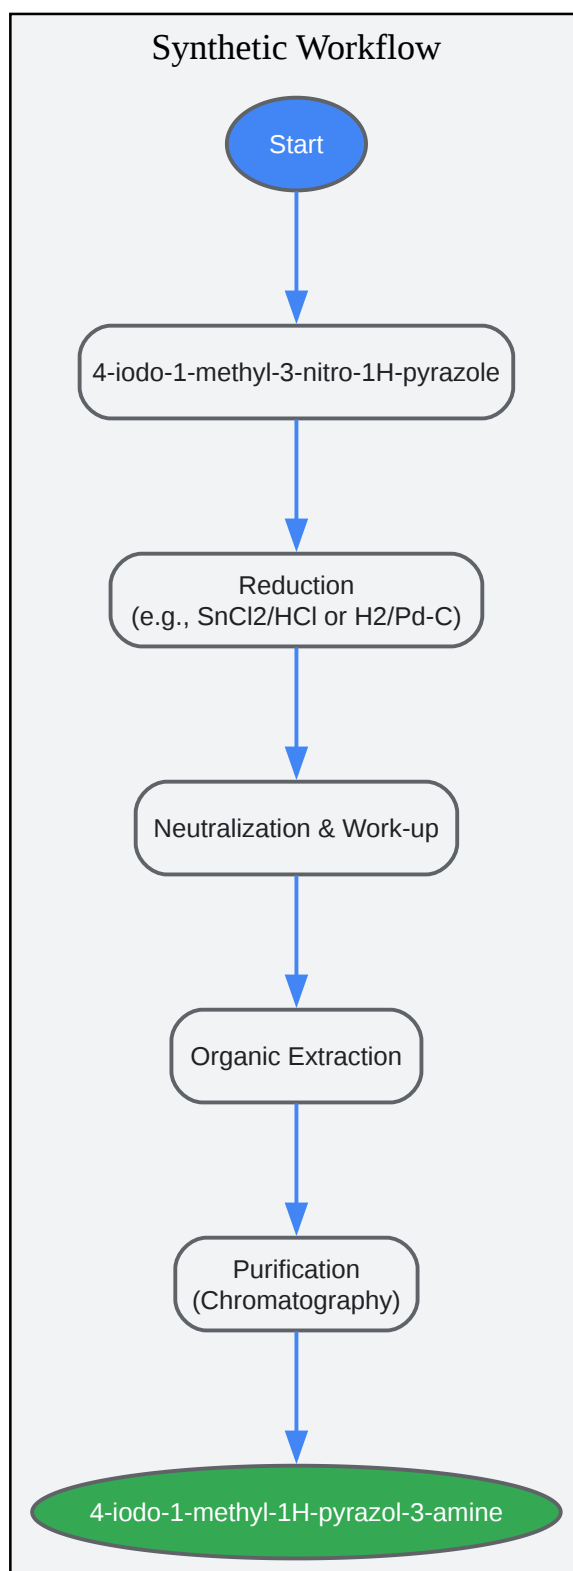 Synthetic Workflow
Start
4-iodo-1-methyl-3-nitro-1H-pyrazole
Reduction
(e.g., SnCl2/HCl or H2/Pd-C)
Neutralization & Work-up
Organic Extraction
Purification
(Chromatography)
4-iodo-1-methyl-1H-pyrazol-3-amine